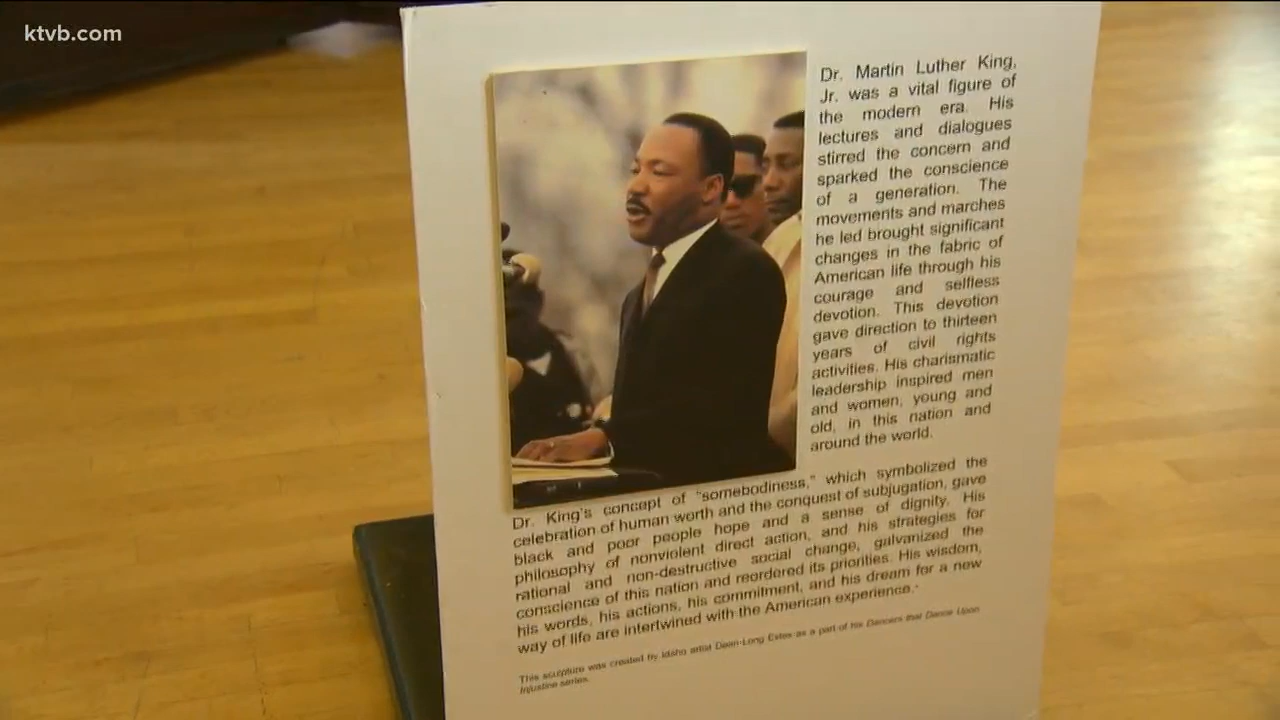 ktvb.com
Dr. Martin Luther King,
Jr. was a vital figure of
the modern era. His
lectures and dialogues
stirred the concern and
sparked the conscience
of a generation. The
movements and marches
he led brought significant
changes in the fabric of
American life through his
courage and selfless
devotion. This devotion
gave direction to thirteen
years of civil rights
activities. His charismatic
leadership inspired men
and women, young and
old, in this nation and
around the world.
Dr. King's concept of "somebodiness," which symbolized the
celebration of human worth and the conquest of subjugation, gave
black and poor people hope and a sense of dignity. His
philosophy of nonviolent direct action, and his strategies for
rational and non-destructive social change, galvanized the
conscience of this nation and reordered its priorities. His wisdom,
his words, his actions, his commitment, and his dream for a new
way of life are intertwined with the American experience.
This sculpture was created by Idaho artist Dean-Long Estes as a part of his Dancers that Dance Upon
Injustice series.